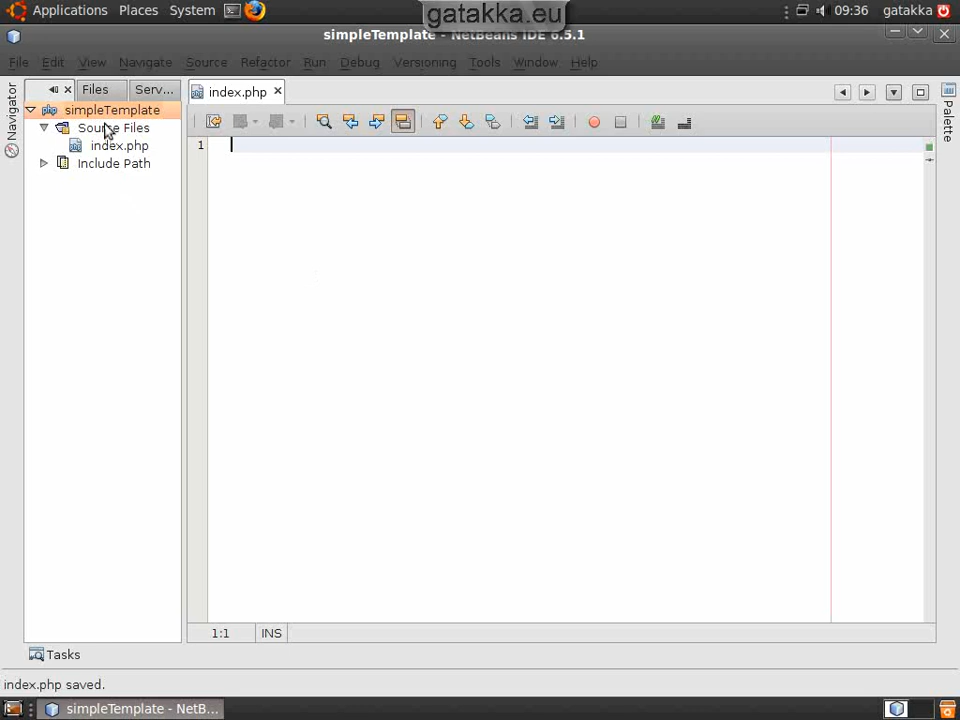 Applications Places System 09:36 gatakka
gatakka.eu
simpleTemplate - NetBeans IDE 6.5.1
File Edit View Navigate Source Refactor Run Debug Versioning Tools Window Help
Navigator
Files Serv...
index.php
Palette
simpleTemplate
Source Files
index.php
Include Path
1
1:1 INS
Tasks
index.php saved.
simpleTemplate - NetB...